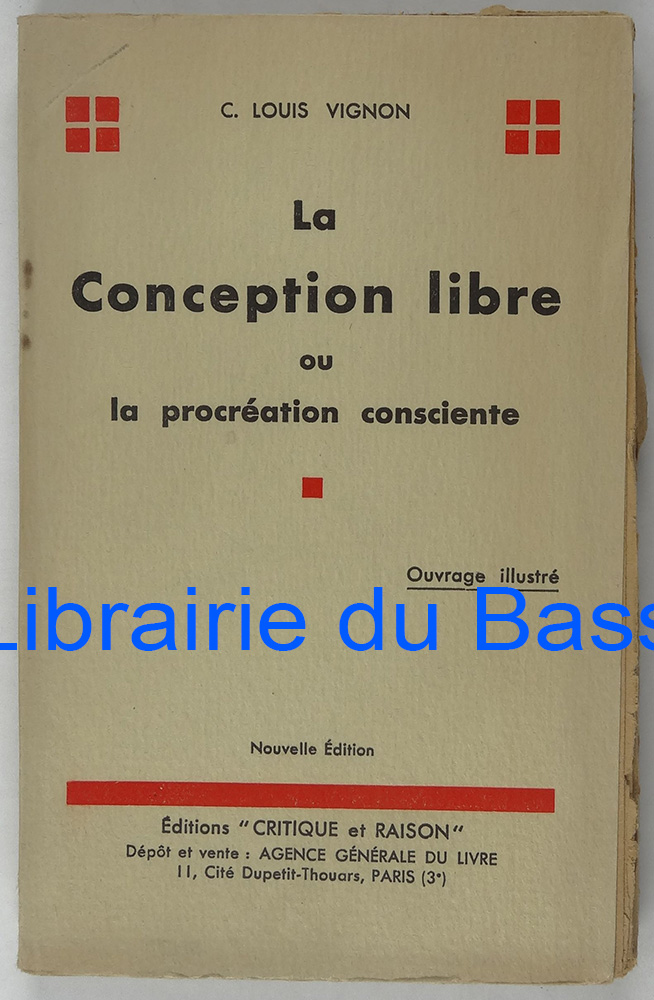 C. LOUIS VIGNON
La
Conception libre
ou
la procréation consciente
Ouvrage illustré
Librairie du Bass
Nouvelle Édition
Éditions "CRITIQUE et RAISON"
Dépôt et vente : AGENCE GÉNÉRALE DU LIVRE
11, Cité Dupetit-Thouars, PARIS (3ᵉ)